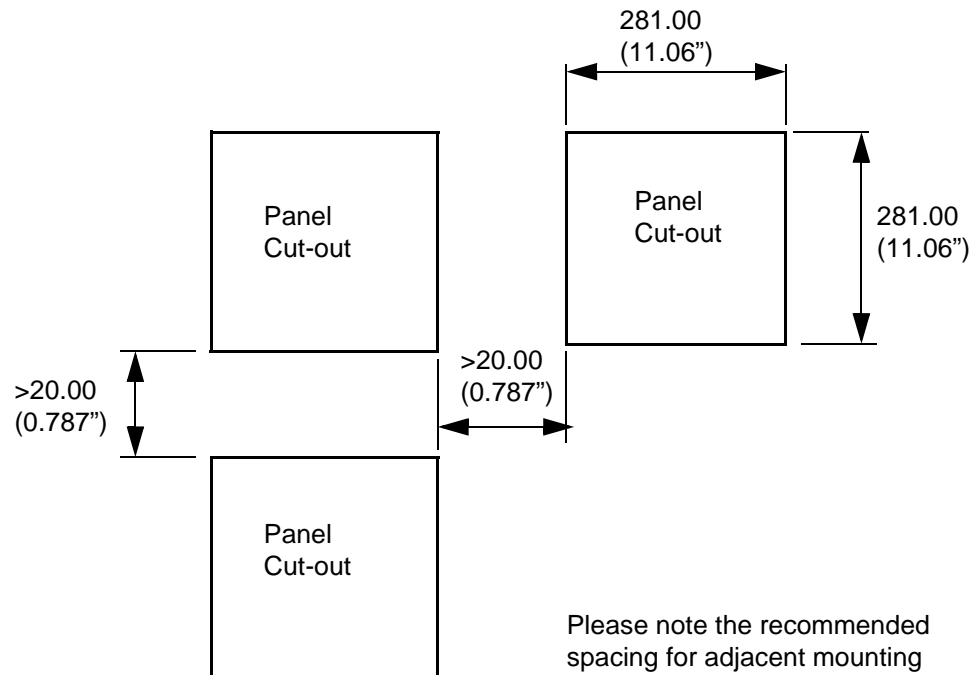 281.00
(11.06”)
Panel
Cut-out
Panel
Cut-out
281.00
(11.06”)
>20.00
(0.787”)
>20.00
(0.787”)
Panel
Cut-out
Please note the recommended
spacing for adjacent mounting